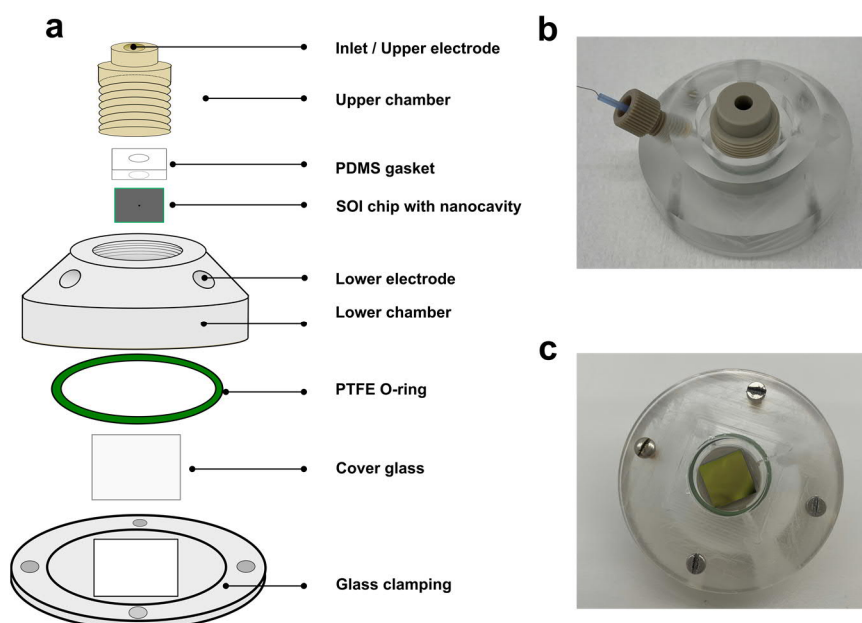 a
Inlet / Upper electrode
Upper chamber
PDMS gasket
SOI chip with nanocavity
Lower electrode
Lower chamber
PTFE O-ring
Cover glass
Glass clamping
b
c